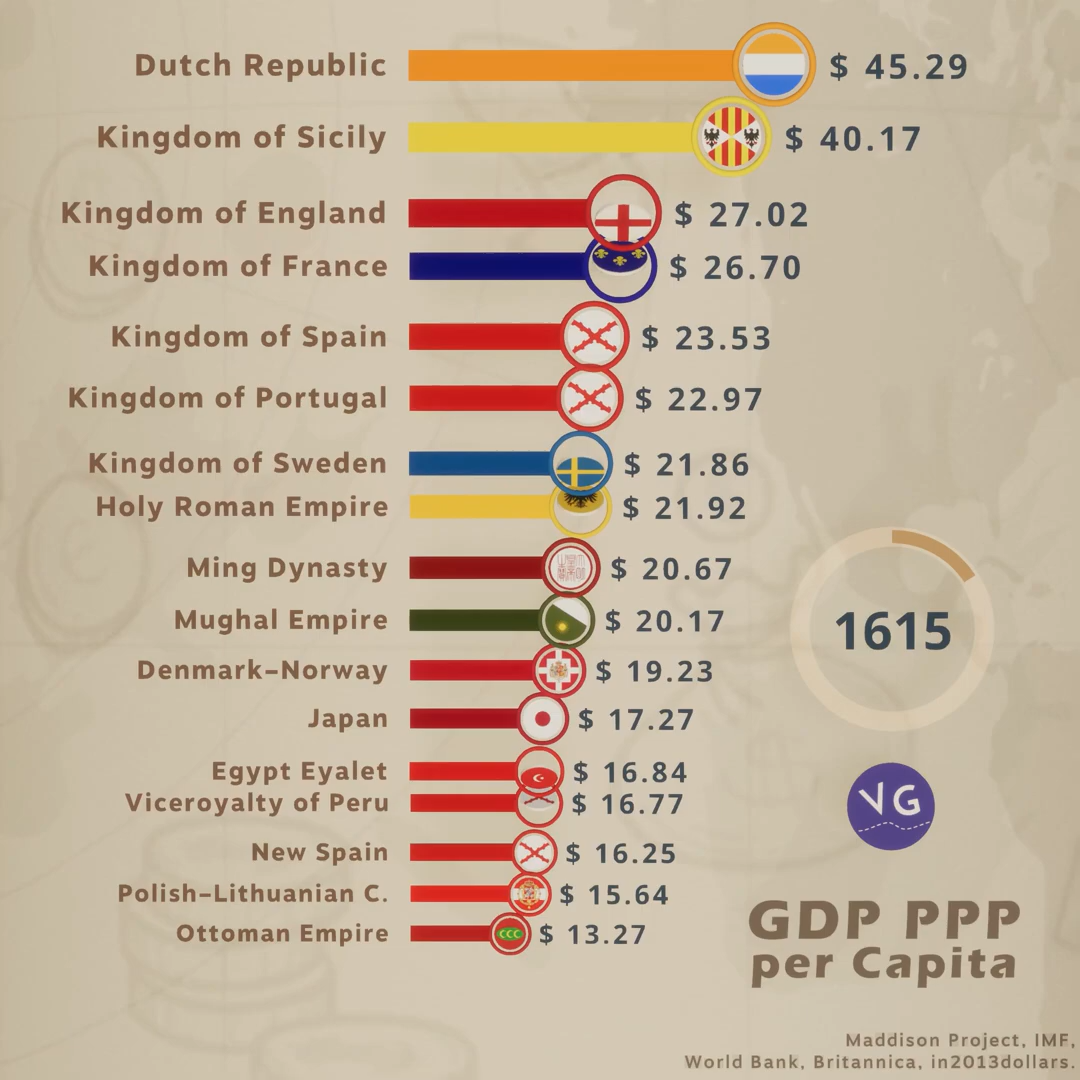 Dutch Republic $ 45.29
Kingdom of Sicily $ 40.17
Kingdom of England $ 27.02
Kingdom of France $ 26.70
Kingdom of Spain $ 23.53
Kingdom of Portugal $ 22.97
Kingdom of Sweden $ 21.86
Holy Roman Empire $ 21.92
Ming Dynasty $ 20.67
Mughal Empire $ 20.17
Denmark–Norway $ 19.23
Japan $ 17.27
Egypt Eyalet $ 16.84
Viceroyalty of Peru $ 16.77
New Spain $ 16.25
Polish–Lithuanian C. $ 15.64
Ottoman Empire $ 13.27
1615
VG
GDP PPP
per Capita
Maddison Project, IMF,
World Bank, Britannica, in2013dollars.